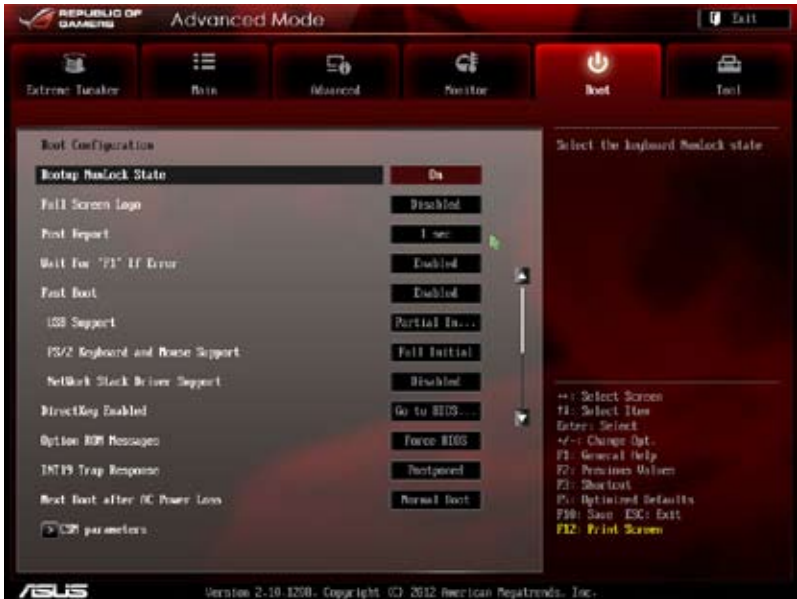 REPUBLIC OF GAMERS
Advanced Mode
Exit
Extreme Tweaker
Main
Advanced
Monitor
Boot
Tool
Boot Configuration
Select the keyboard NumLock state
Bootup NumLock State
On
Full Screen Logo
Disabled
Post Report
1 sec
Wait For 'F1' If Error
Enabled
Fast Boot
Enabled
USB Support
Partial In...
PS/2 Keyboard and Mouse Support
Full Initial
NetWork Stack Driver Support
Disabled
DirectKey Enabled
Go to BIOS...
Option ROM Messages
Force BIOS
INT19 Trap Response
Postponed
Next Boot after AC Power Loss
Normal Boot
> CSM parameters
→←: Select Screen
↑↓: Select Item
Enter: Select
+/-: Change Opt.
F1: General Help
F2: Previous Values
F3: Shortcut
F5: Optimized Defaults
F10: Save ESC: Exit
F12: Print Screen
ASUS
Version 2.10.1208. Copyright (C) 2012 American Megatrends, Inc.